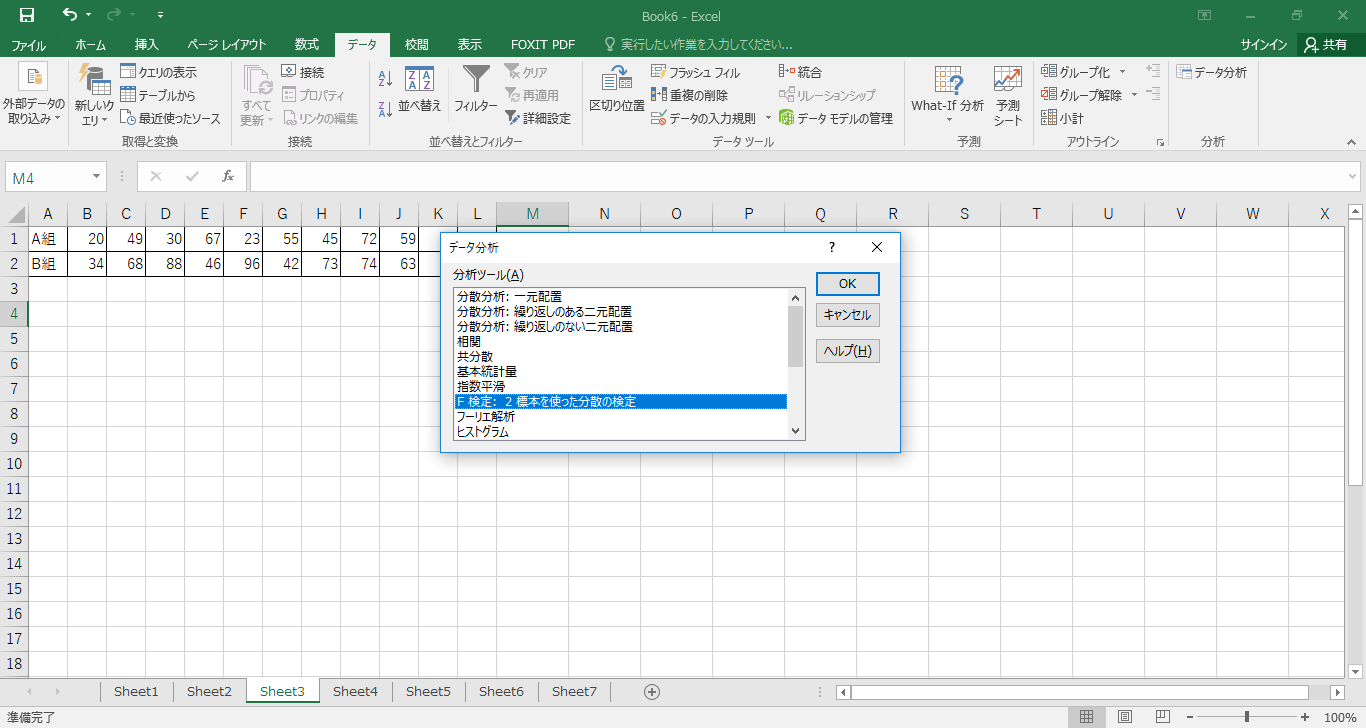 Book6 - Excel
ファイル ホーム 挿入 ページ レイアウト 数式 データ 校閲 表示 FOXIT PDF 実行したい作業を入力してください... サインイン 共有
外部データの
取り込み
新しいク
エリ
クエリの表示
テーブルから
最近使ったソース
取得と変換
すべて
更新
接続
プロパティ
リンクの編集
接続
並べ替え
フィルター
クリア
再適用
詳細設定
並べ替えとフィルター
区切り位置
フラッシュ フィル
重複の削除
データの入力規則
統合
リレーションシップ
データ モデルの管理
データ ツール
What-If 分析
予測
シート
予測
グループ化
グループ解除
小計
アウトライン
データ分析
分析
M4
fx
A B C D E F G H I J K L M N O P Q R S T U V W X
1 A組 20 49 30 67 23 55 45 72 59
2 B組 34 68 88 46 96 42 73 74 63
3
4
5
6
7
8
9
10
11
12
13
14
15
16
17
18
データ分析 ?
分析ツール(A)
分散分析: 一元配置
分散分析: 繰り返しのある二元配置
分散分析: 繰り返しのない二元配置
相関
共分散
基本統計量
指数平滑
F 検定: 2 標本を使った分散の検定
フーリエ解析
ヒストグラム
OK
キャンセル
ヘルプ(H)
Sheet1 Sheet2 Sheet3 Sheet4 Sheet5 Sheet6 Sheet7
準備完了
100%